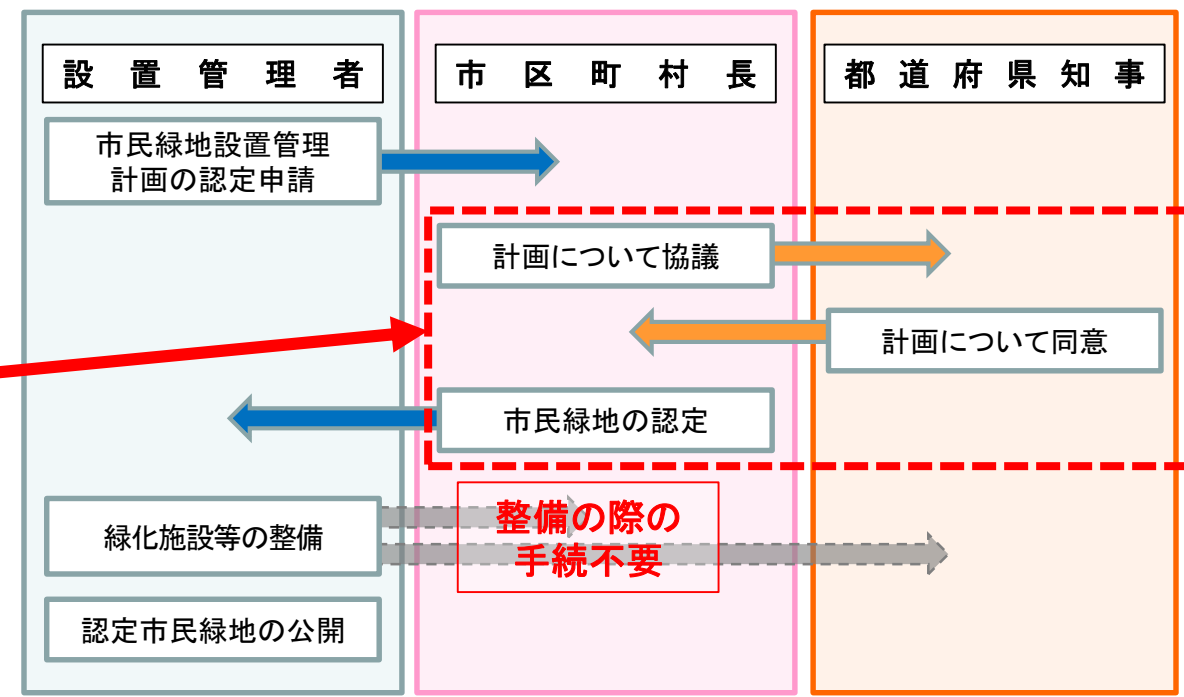 設置管理者
市区町村長
都道府県知事
市民緑地設置管理
計画の認定申請
計画について協議
計画について同意
市民緑地の認定
緑化施設等の整備
整備の際の
手続不要
認定市民緑地の公開